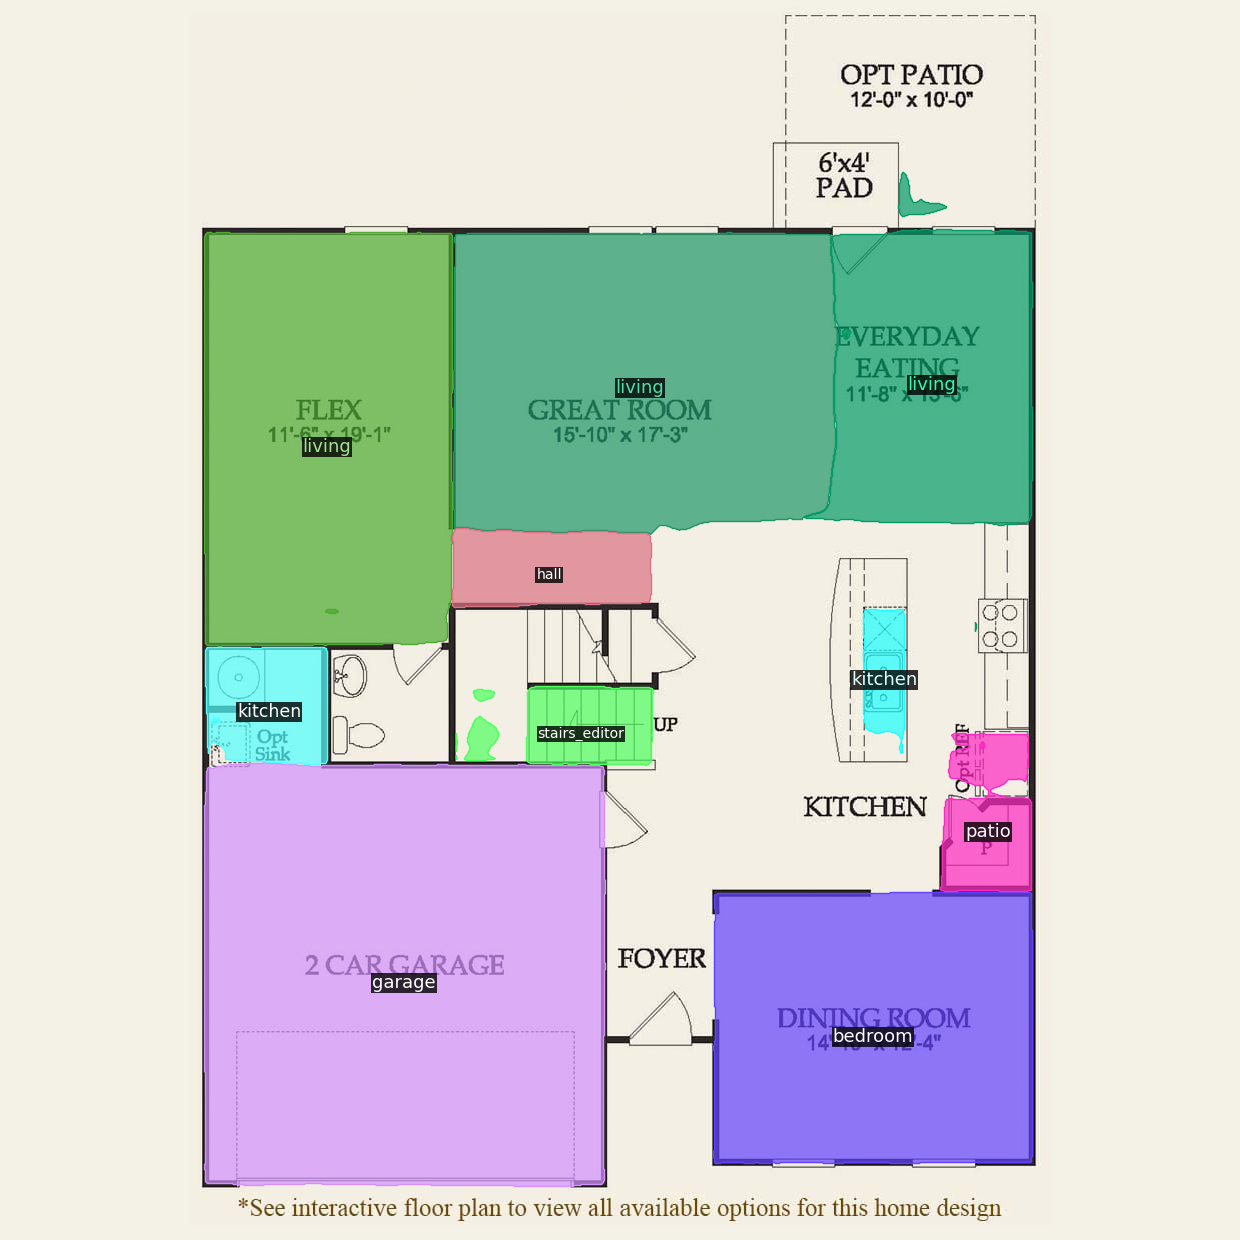 OPT PATIO
12'-0" x 10'-0"
6'x4'
PAD
EVERYDAY
EATING
living
11'-8" x 13'-6"
living
FLEX
11'-6" x 19'-1"
living
GREAT ROOM
15'-10" x 17'-3"
hall
kitchen
kitchen
Opt
Sink
stairs_editor
UP
Opt REF
KITCHEN
patio
P
2 CAR GARAGE
garage
FOYER
DINING ROOM
bedroom
x 12'-4"
*See interactive floor plan to view all available options for this home design